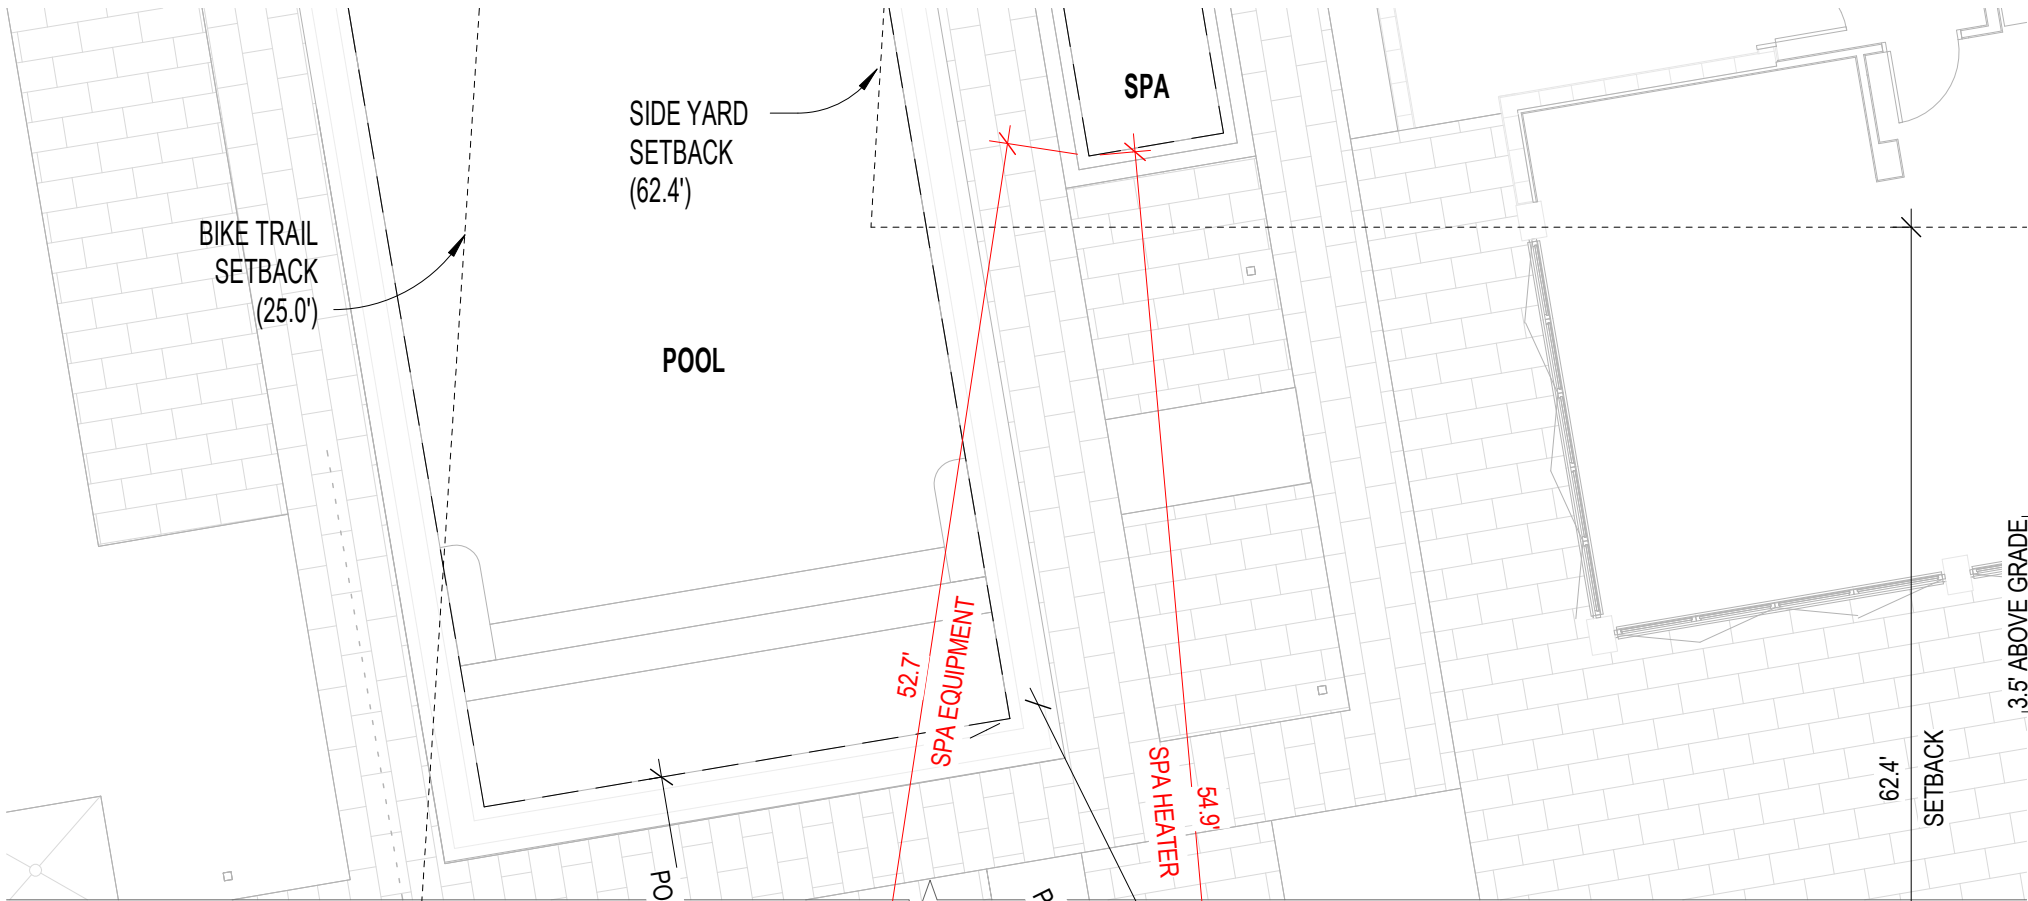 SPA
SIDE YARD
SETBACK
(62.4')
BIKE TRAIL
SETBACK
(25.0')
POOL
52.7'
SPA EQUIPMENT
SPA HEATER
54.9'
62.4'
SETBACK
3.5' ABOVE GRADE
PO
P